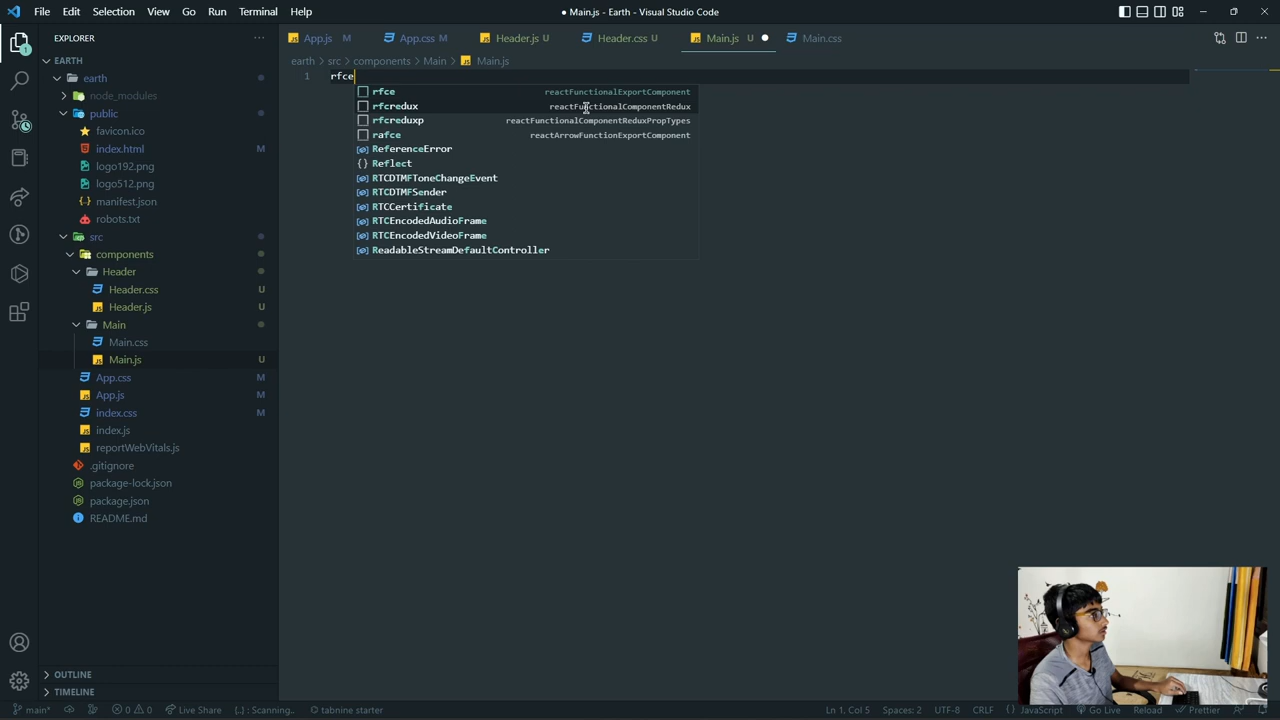 File Edit Selection View Go Run Terminal Help
● Main.js - Earth - Visual Studio Code
EXPLORER
App.js M
App.css M
Header.js U
Header.css U
Main.js U
Main.css
EARTH
earth > src > components > Main > Main.js
earth
node_modules
public
favicon.ico
index.html M
logo192.png
logo512.png
manifest.json
robots.txt
src
components
Header
Header.css U
Header.js U
Main
Main.css
Main.js U
App.css M
App.js M
index.css M
index.js
reportWebVitals.js
.gitignore
package-lock.json
package.json
README.md
OUTLINE
TIMELINE
1 rfce
rfce reactFunctionalExportComponent
rfcredux reactFunctionalComponentRedux
rfcreduxp reactFunctionalComponentReduxPropTypes
rafce reactArrowFunctionExportComponent
ReferenceError
Reflect
RTCDTMFToneChangeEvent
RTCDTMFSender
RTCCertificate
RTCEncodedAudioFrame
RTCEncodedVideoFrame
ReadableStreamDefaultController
main* 0 0 Live Share {..} : Scanning.. tabnine starter Ln 1, Col 5 Spaces: 2 UTF-8 CRLF {} JavaScript Go Live Reload Prettier